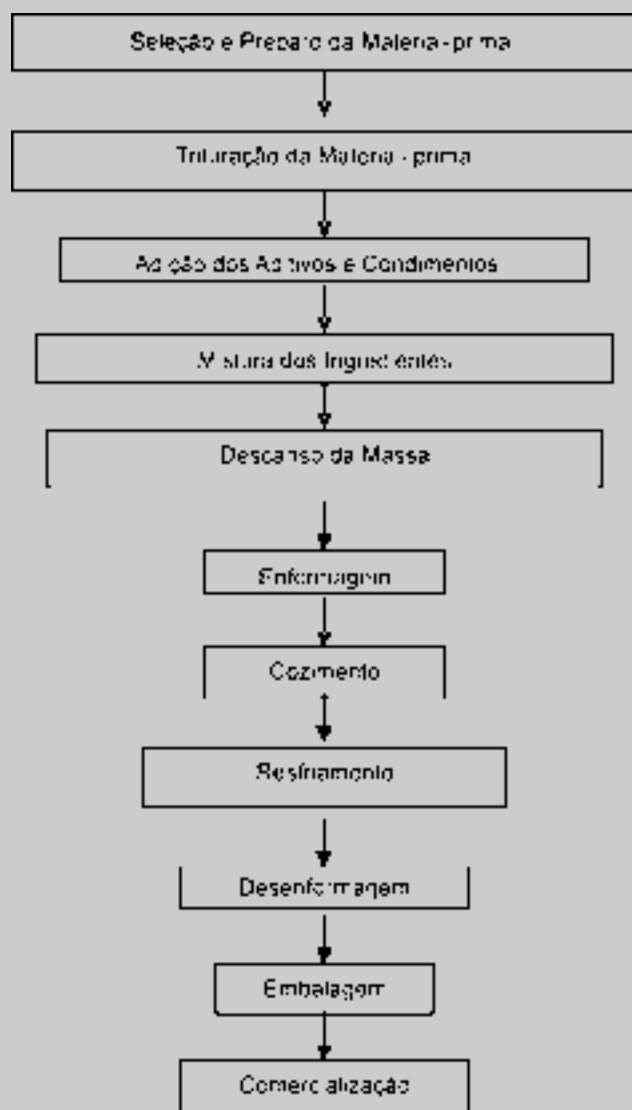 Seleção e Preparo da Materia-prima
Trituração da Materia - prima
Adição dos Aditivos e Condimentos
Mistura dos Ingredientes
Descanso da Massa
Enformagem
Cozimento
Resfriamento
Desenformagem
Embalagem
Comercialização